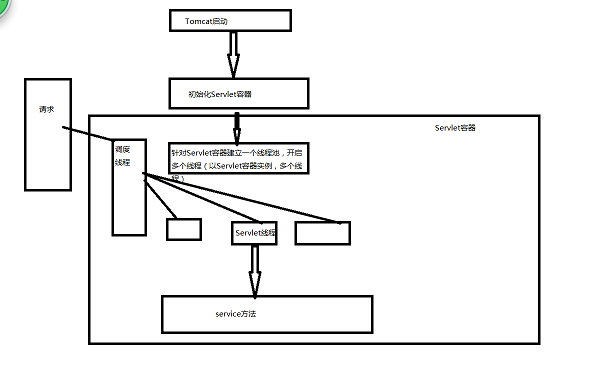 Tomcat启动
初始化Servlet容器
请求
Servlet容器
调度
线程
针对Servlet容器建立一个线程池，开启
多个线程（以Servlet容器实例，多个线
程）
Servlet线程
service方法